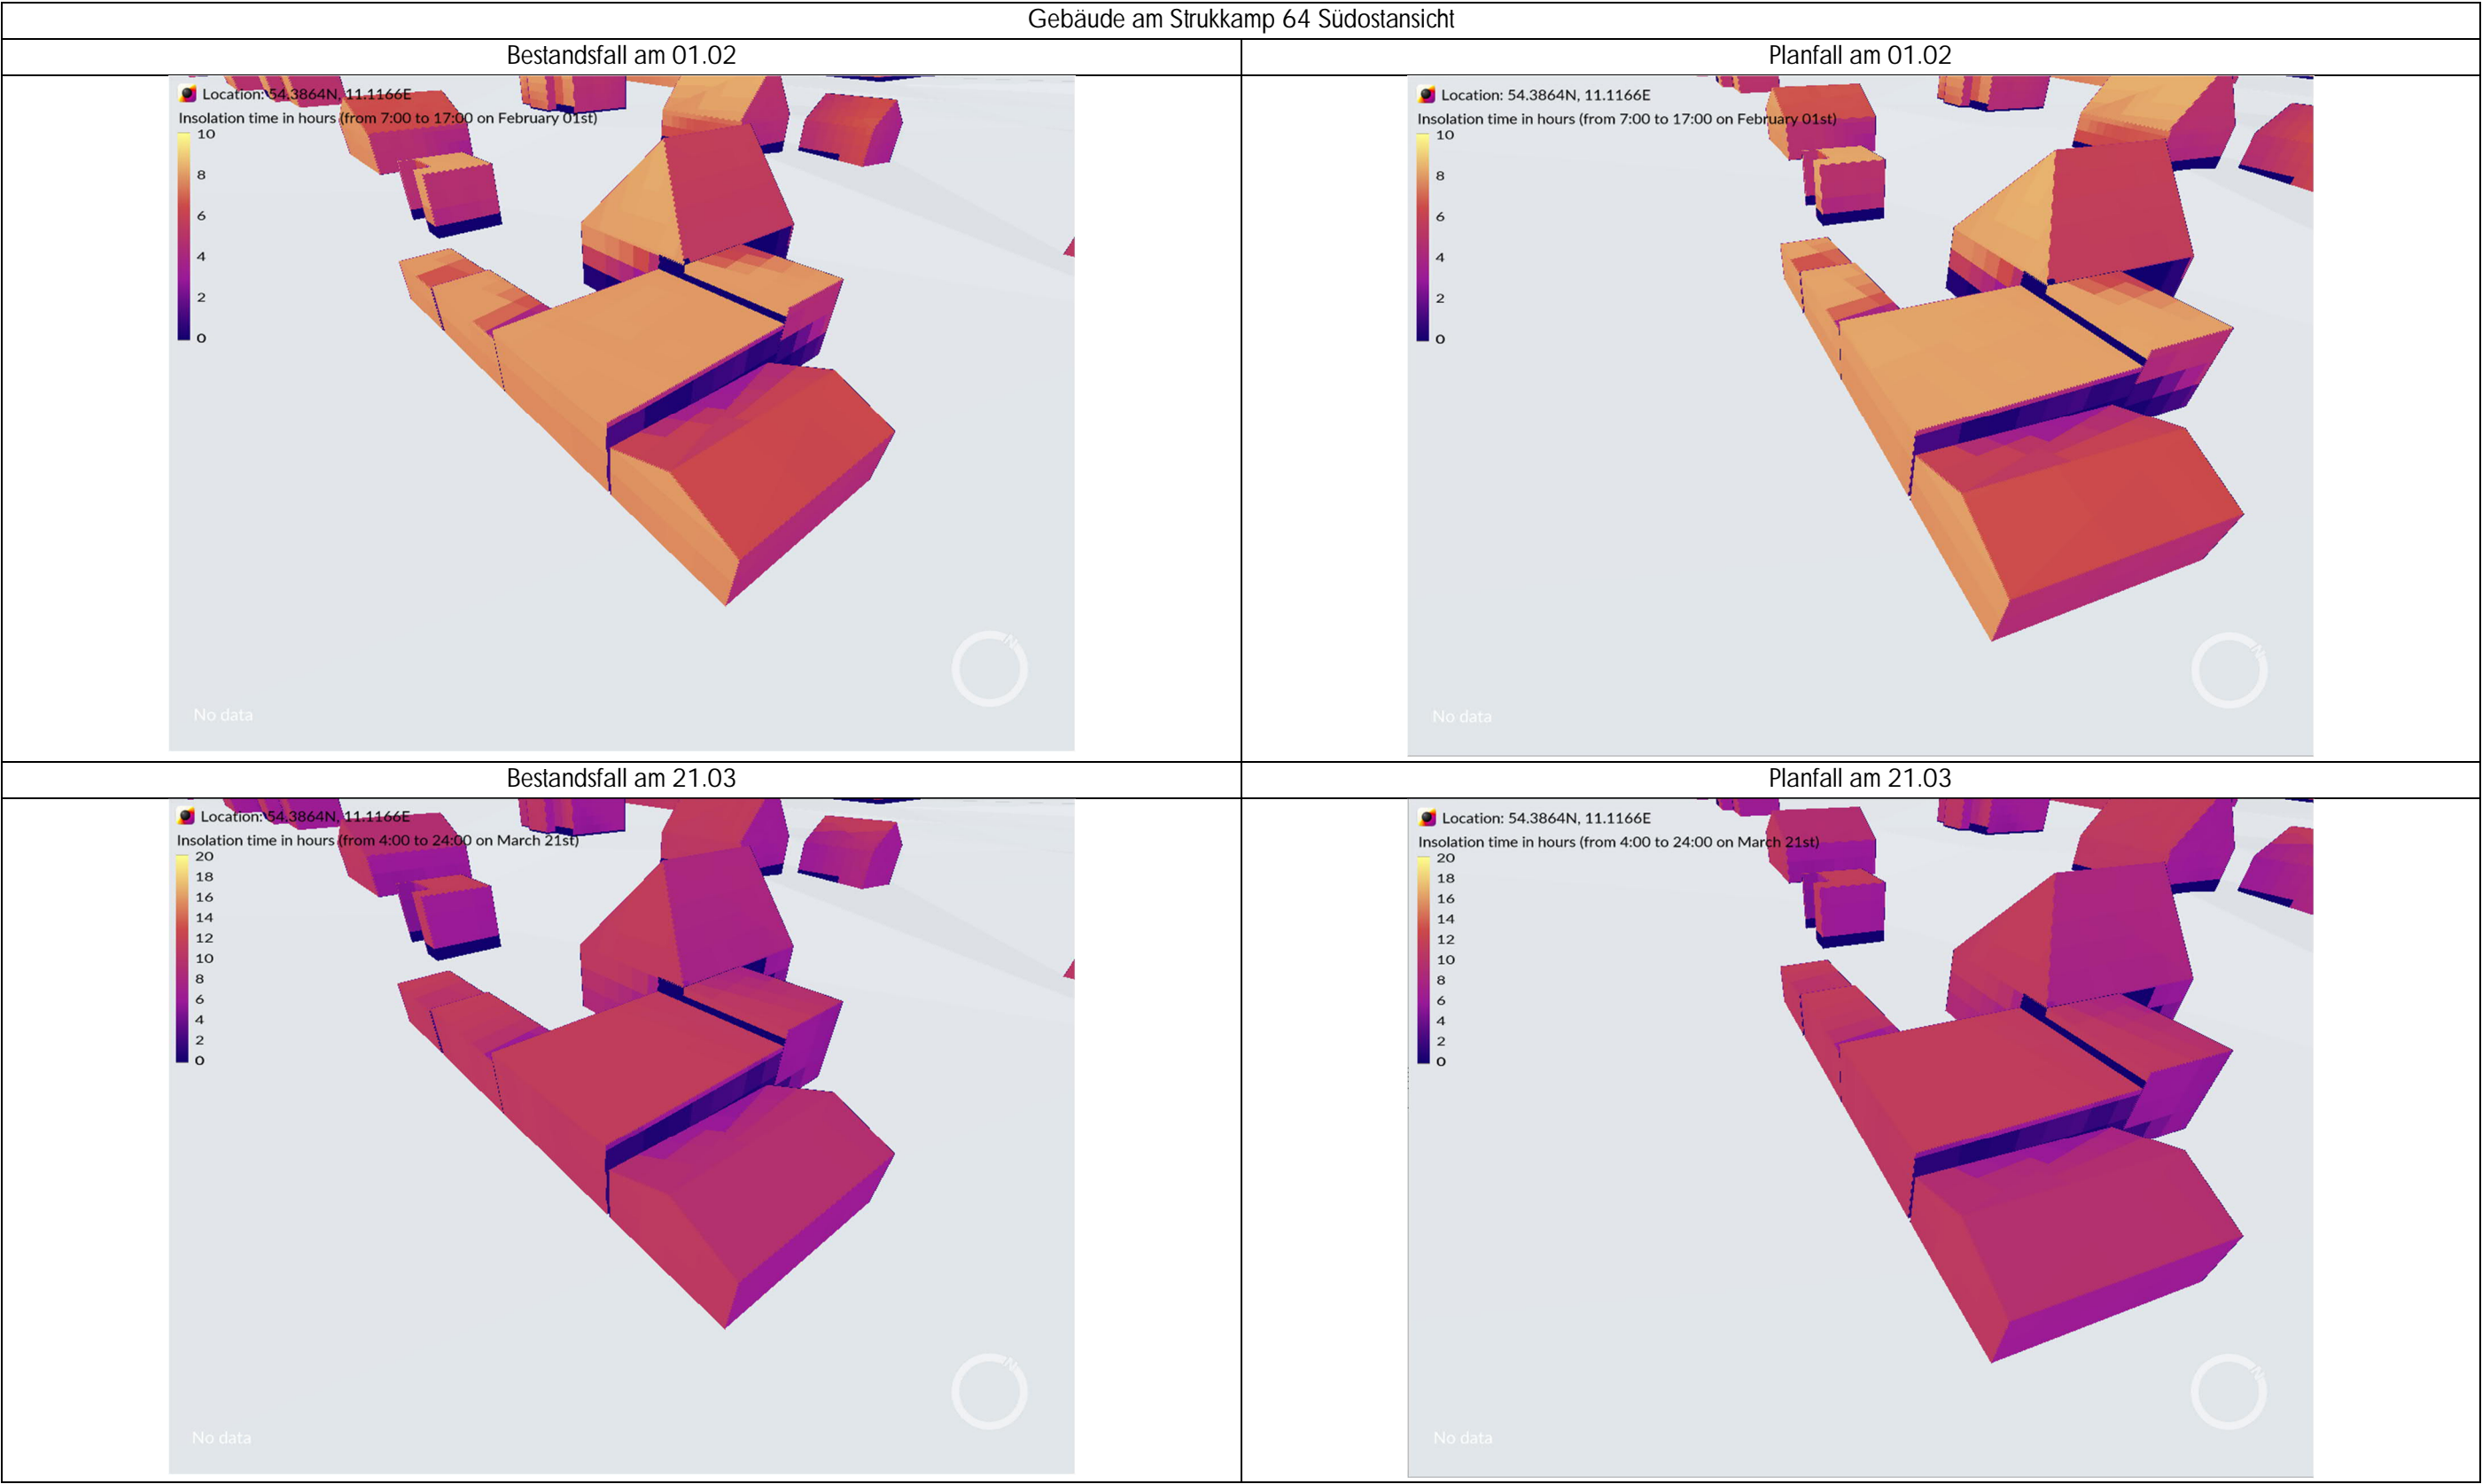 Gebäude am Strukkamp 64 Südostansicht
Bestandsfall am 01.02
Planfall am 01.02
Location: 54.3864N, 11.1166E
Insolation time in hours (from 7:00 to 17:00 on February 01st)
10
8
6
4
2
0
N
No data
Location: 54.3864N, 11.1166E
Insolation time in hours (from 7:00 to 17:00 on February 01st)
10
8
6
4
2
0
N
No data
Bestandsfall am 21.03
Planfall am 21.03
Location: 54.3864N, 11.1166E
Insolation time in hours (from 4:00 to 24:00 on March 21st)
20
18
16
14
12
10
8
6
4
2
0
N
No data
Location: 54.3864N, 11.1166E
Insolation time in hours (from 4:00 to 24:00 on March 21st)
20
18
16
14
12
10
8
6
4
2
0
N
No data